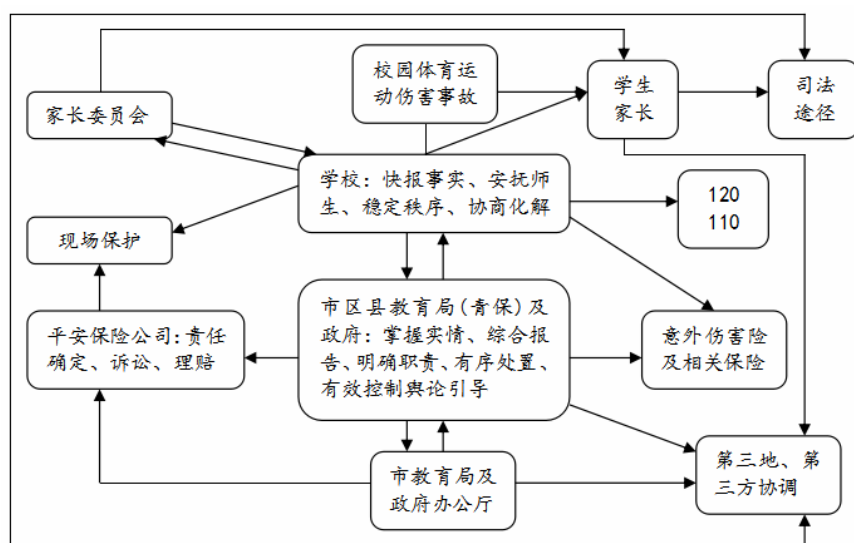 校园体育运
动伤害事故
学生
家长
司法
途径
家长委员会
学校：快报事实、安抚师
生、稳定秩序、协商化解
120
110
现场保护
市区县教育局(青保)及
政府：掌握实情、综合报
告、明确职责、有序处置、
有效控制舆论引导
平安保险公司：责任
确定、诉讼、理赔
意外伤害险
及相关保险
市教育局及
政府办公厅
第三地、第
三方协调